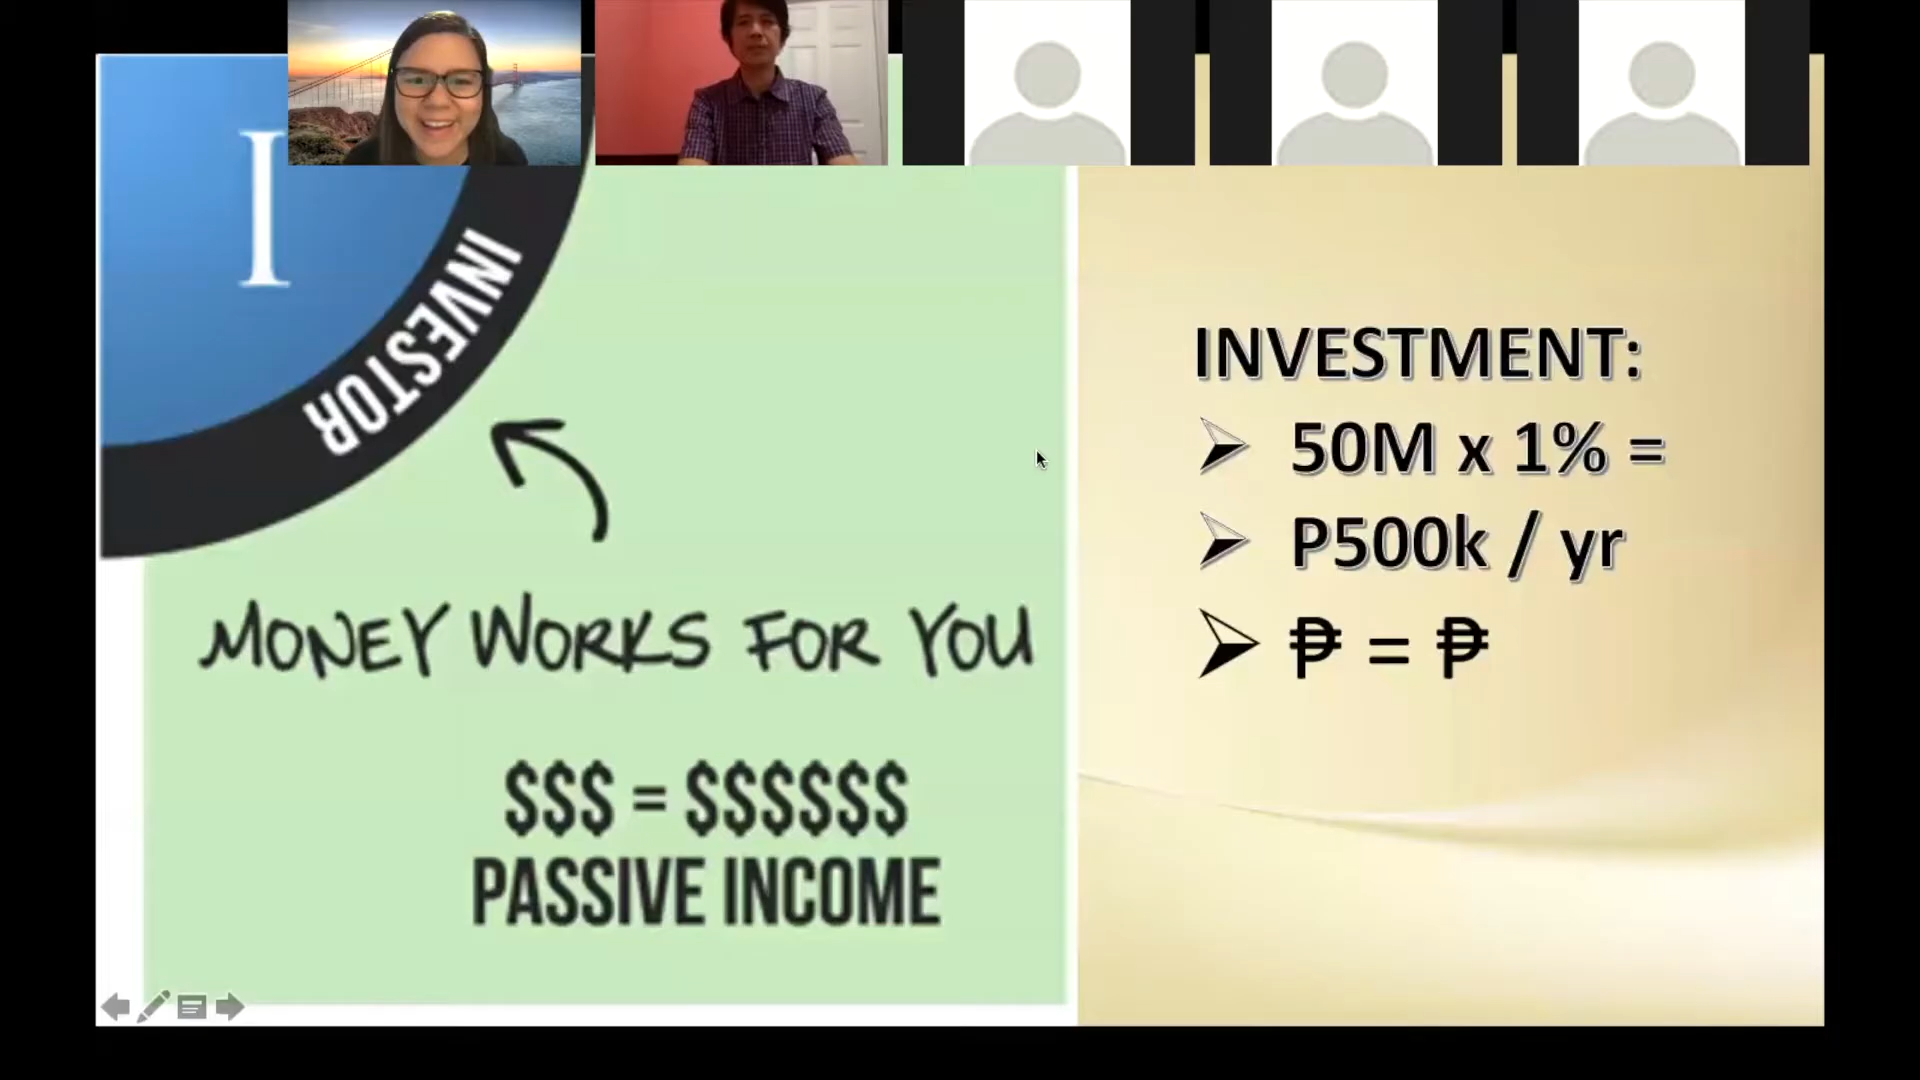 I
INVESTOR
MONEY WORKS FOR YOU
$$$ = $$$$$$
PASSIVE INCOME
INVESTMENT:
➢ 50M x 1% =
➢ P500k / yr
➢ ₱ = ₱